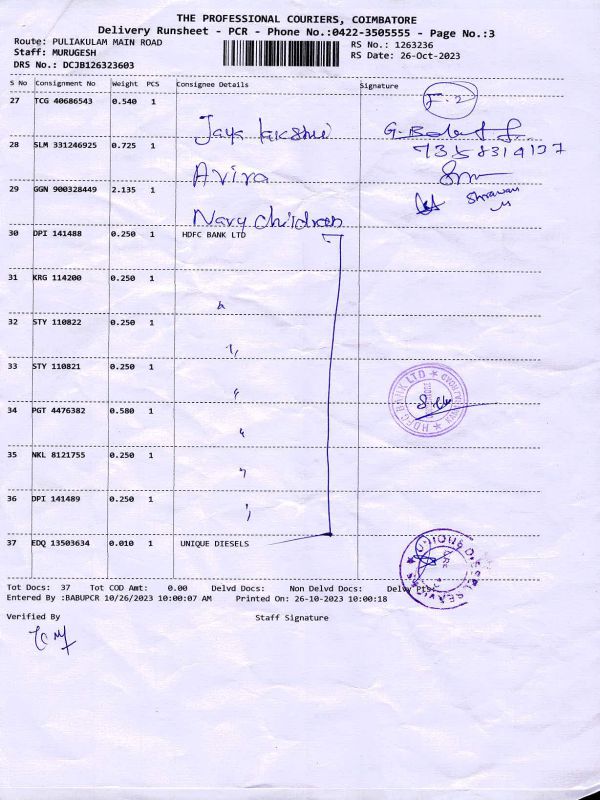 THE PROFESSIONAL COURIERS, COIMBATORE
Delivery Runsheet - PCR - Phone No.:0422-3505555 - Page No.:3
Route: PULIAKULAM MAIN ROAD RS No.: 1263236
Staff: MURUGESH RS Date: 26-Oct-2023
DRS No.: DCJB126323603
S No Consignment No Weight PCS Consignee Details Signature
27 TCG 40686543 0.540 1
Jaya lakshmi
28 SLM 331246925 0.725 1
Avira
29 GGN 900328449 2.135 1
Navy children
30 DPI 141488 0.250 1 HDFC BANK LTD
31 KRG 114200 0.250 1
32 STY 110822 0.250 1
33 STY 110821 0.250 1
34 PGT 4476382 0.580 1
HDFC BANK LTD
35 NKL 8121755 0.250 1
36 DPI 141489 0.250 1
37 EDQ 13503634 0.010 1 UNIQUE DIESELS
Tot Docs: 37 Tot COD Amt: 0.00 Delvd Docs: Non Delvd Docs: Delvy Pts:
Entered By :BABUPCR 10/26/2023 10:00:07 AM Printed On: 26-10-2023 10:00:18
Verified By Staff Signature